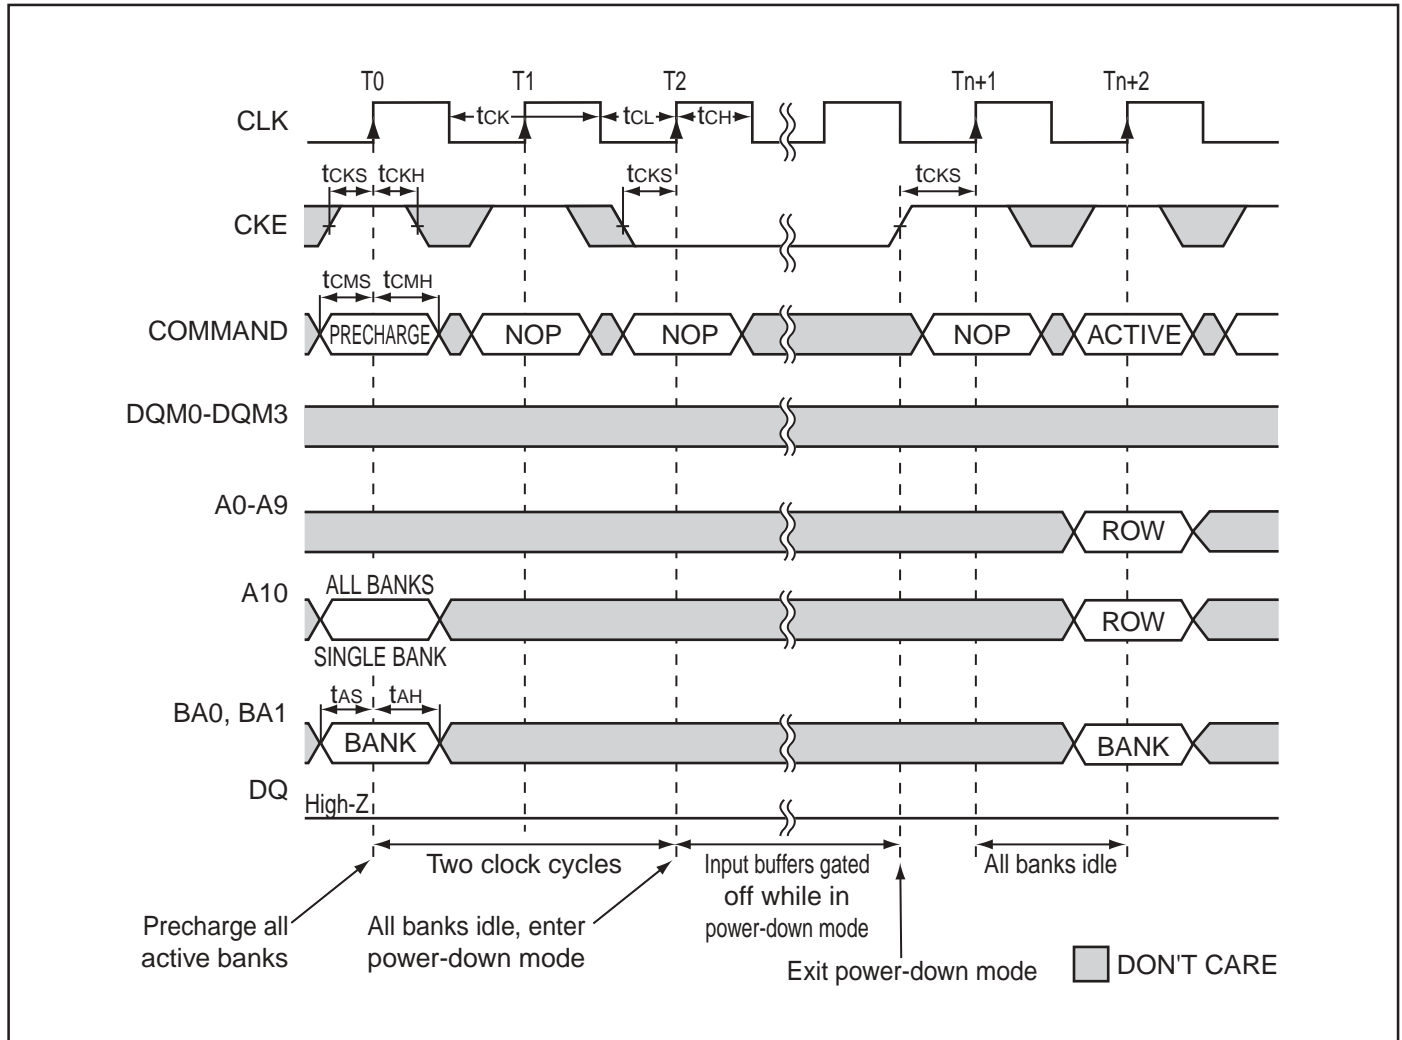 T0 T1 T2 Tn+1 Tn+2
CLK tCK tCL tCH
tCKS tCKH tCKS tCKS
CKE
tCMS tCMH
COMMAND PRECHARGE NOP NOP NOP ACTIVE
DQM0-DQM3
A0-A9 ROW
A10 ALL BANKS ROW
SINGLE BANK
tAS tAH
BA0, BA1 BANK BANK
DQ High-Z
Two clock cycles
Input buffers gated
off while in
power-down mode
All banks idle
Precharge all
active banks
All banks idle, enter
power-down mode
Exit power-down mode
DON'T CARE